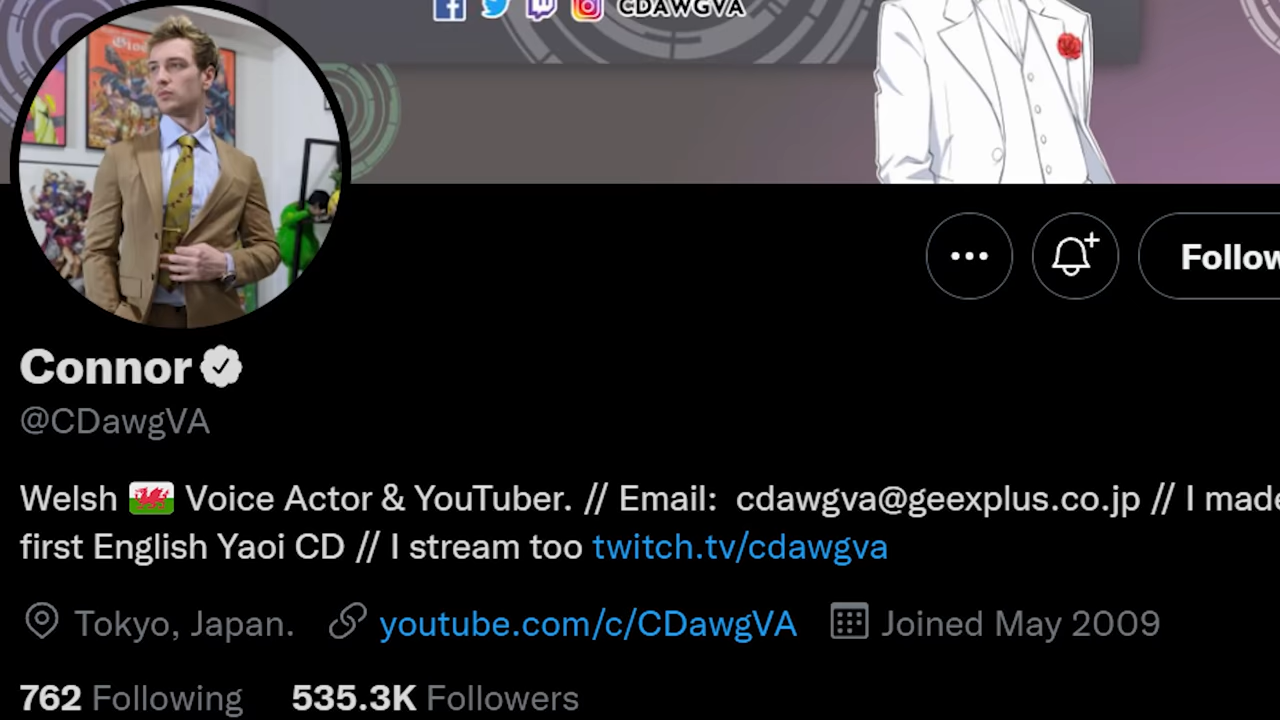 CDAWGVA
Follow
Connor
@CDawgVA
Welsh Voice Actor & YouTuber. // Email: cdawgva@geexplus.co.jp // I made
first English Yaoi CD // I stream too twitch.tv/cdawgva
Tokyo, Japan. youtube.com/c/CDawgVA Joined May 2009
762 Following 535.3K Followers